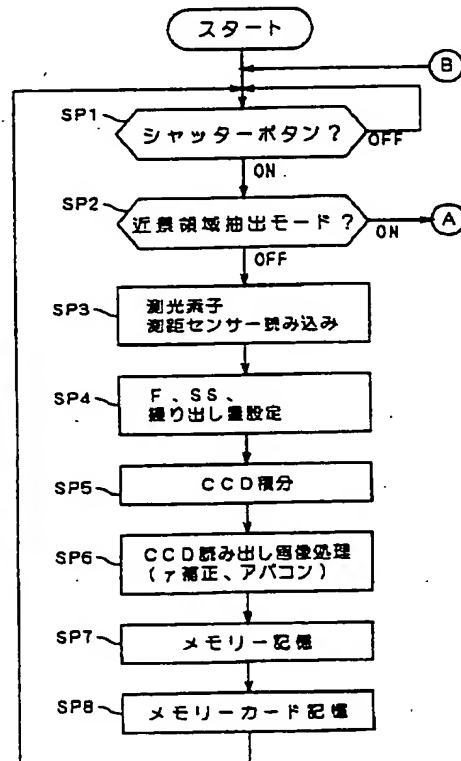 スタート
B
SP1
シャッターボタン?
OFF
ON
SP2
近景領域抽出モード?
ON
A
OFF
SP3
測光素子
測距センサー読み込み
SP4
F、SS、
繰り出し量設定
SP5
CCD積分
SP6
CCD読み出し画像処理
(γ補正、アパコン)
SP7
メモリー記憶
SP8
メモリーカード記憶